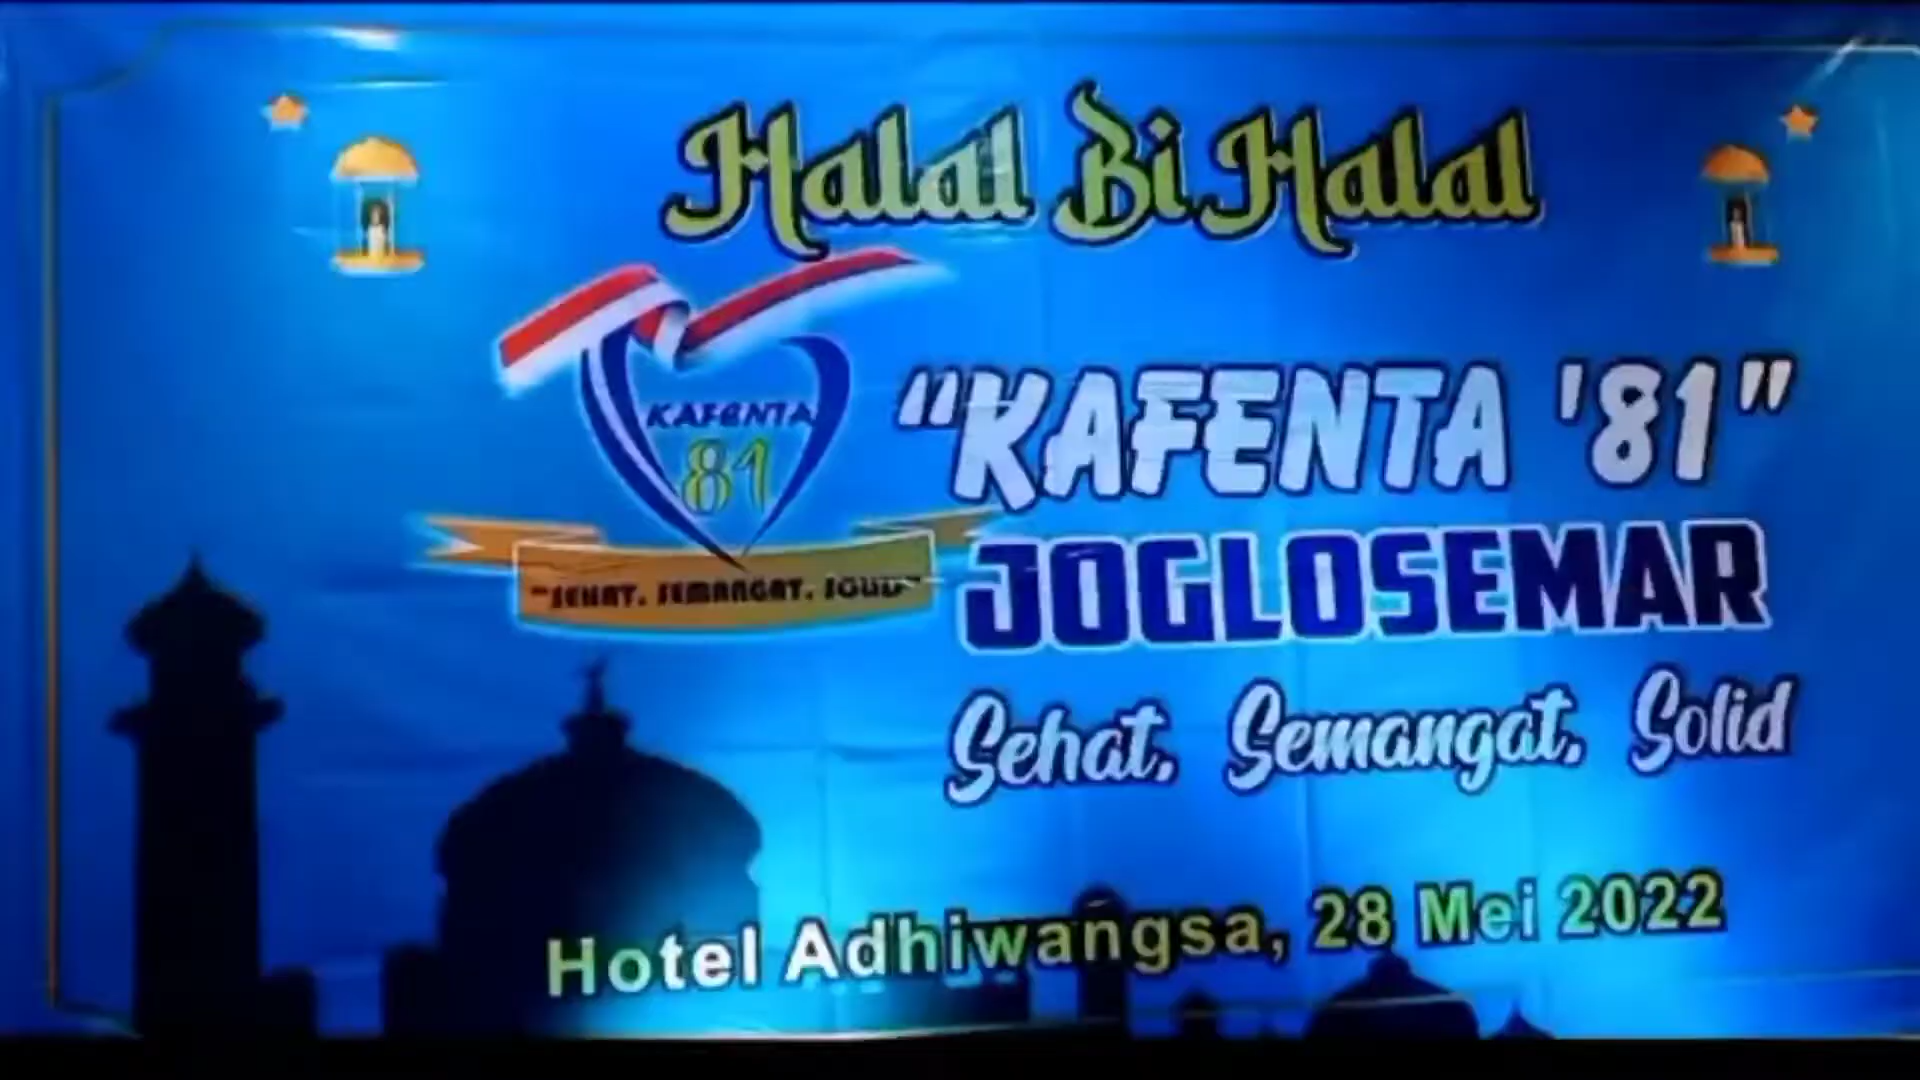 Halal Bi Halal
KAFENTA
81
"SEHAT. SEMANGAT. SOLID"
"KAFENTA '81"
JOGLOSEMAR
Sehat, Semangat, Solid
Hotel Adhiwangsa, 28 Mei 2022